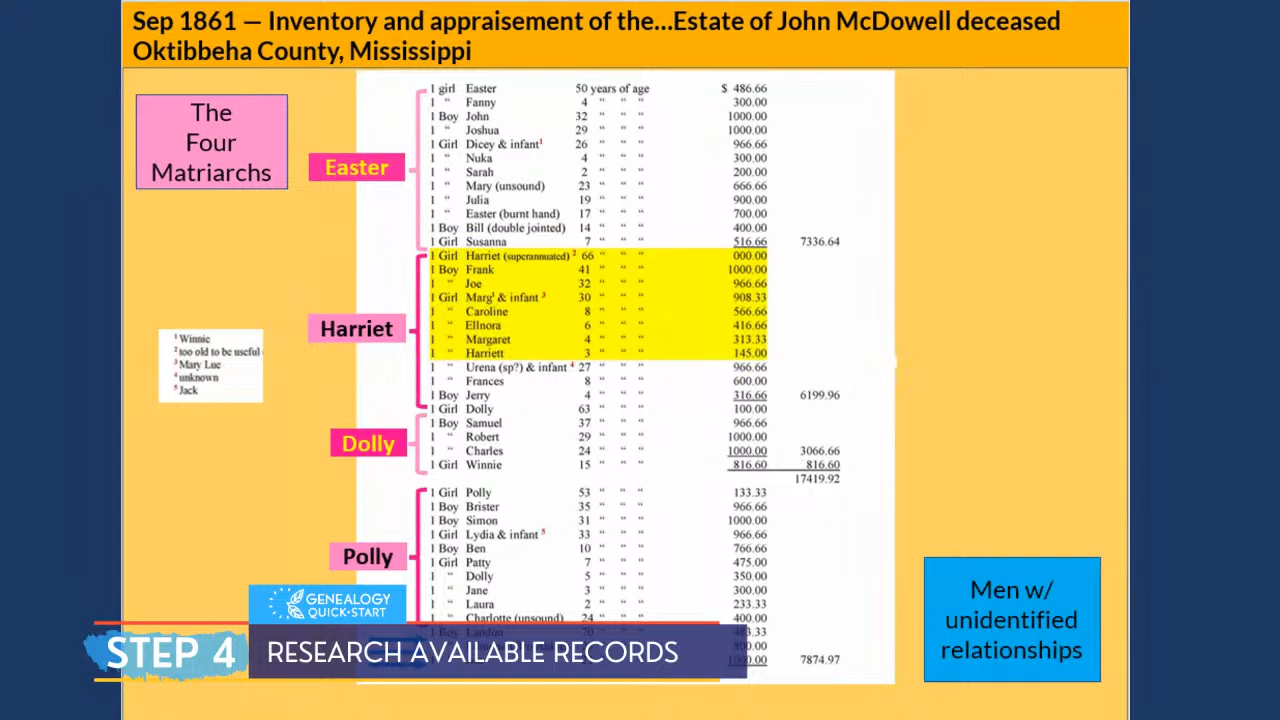 Sep 1861 — Inventory and appraisement of the...Estate of John McDowell deceased
Oktibbeha County, Mississippi
The
Four
Matriarchs
Easter
1 girl Easter 50 years of age $ 486.66
1 " Fanny 4 " " " 300.00
1 Boy John 32 " " " 1000.00
1 " Joshua 29 " " " 1000.00
1 Girl Dicey & infant¹ 26 " " " 966.66
1 " Nuka 4 " " " 300.00
1 " Sarah 2 " " " 200.00
1 " Mary (unsound) 23 " " " 666.66
1 " Julia 19 " " " 900.00
1 " Easter (burnt hand) 17 " " " 700.00
1 Boy Bill (double jointed) 14 " " " 400.00
1 Girl Susanna 7 " " " 516.66 7336.64
Harriet
1 Girl Harriet (superannuated) ² 66 " " " 000.00
1 Boy Frank 41 " " " 1000.00
1 " Joe 32 " " " 966.66
1 Girl Marg¹ & infant ³ 30 " " " 908.33
1 " Caroline 8 " " " 566.66
1 " Ellnora 6 " " " 416.66
1 " Margaret 4 " " " 313.33
1 " Harriett 3 " " " 145.00
1 " Urena (sp?) & infant ⁴ 27 " " " 966.66
1 " Frances 8 " " " 600.00
1 Boy Jerry 4 " " " 316.66 6199.96
¹ Winnie
² too old to be useful
³ Mary Lue
⁴ unknown
⁵ Jack
Dolly
1 Girl Dolly 63 " " " 100.00
1 Boy Samuel 37 " " " 966.66
1 " Robert 29 " " " 1000.00
1 " Charles 24 " " " 1000.00 3066.66
1 Girl Winnie 15 " " " 816.60 816.60
17419.92
Polly
1 Girl Polly 53 " " " 133.33
1 Boy Brister 35 " " " 966.66
1 Boy Simon 31 " " " 1000.00
1 Girl Lydia & infant ⁵ 33 " " " 966.66
1 Boy Ben 10 " " " 766.66
1 Girl Patty 7 " " " 475.00
1 " Dolly 5 " " " 350.00
1 " Jane 3 " " " 300.00
1 " Laura 2 " " " 233.33
1 " Charlotte (unsound) 24 " " " 400.00
1 Boy Landon 70 " " "
1000.00 7874.97
Men w/
unidentified
relationships
GENEALOGY
QUICK•START
STEP 4
RESEARCH AVAILABLE RECORDS